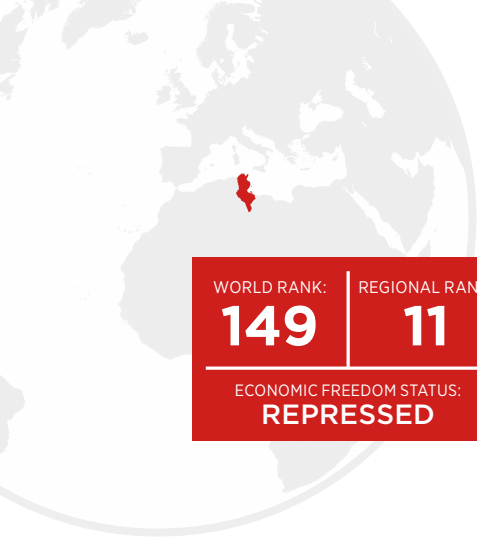 WORLD RANK:
149
REGIONAL RAN
11
ECONOMIC FREEDOM STATUS:
REPRESSED